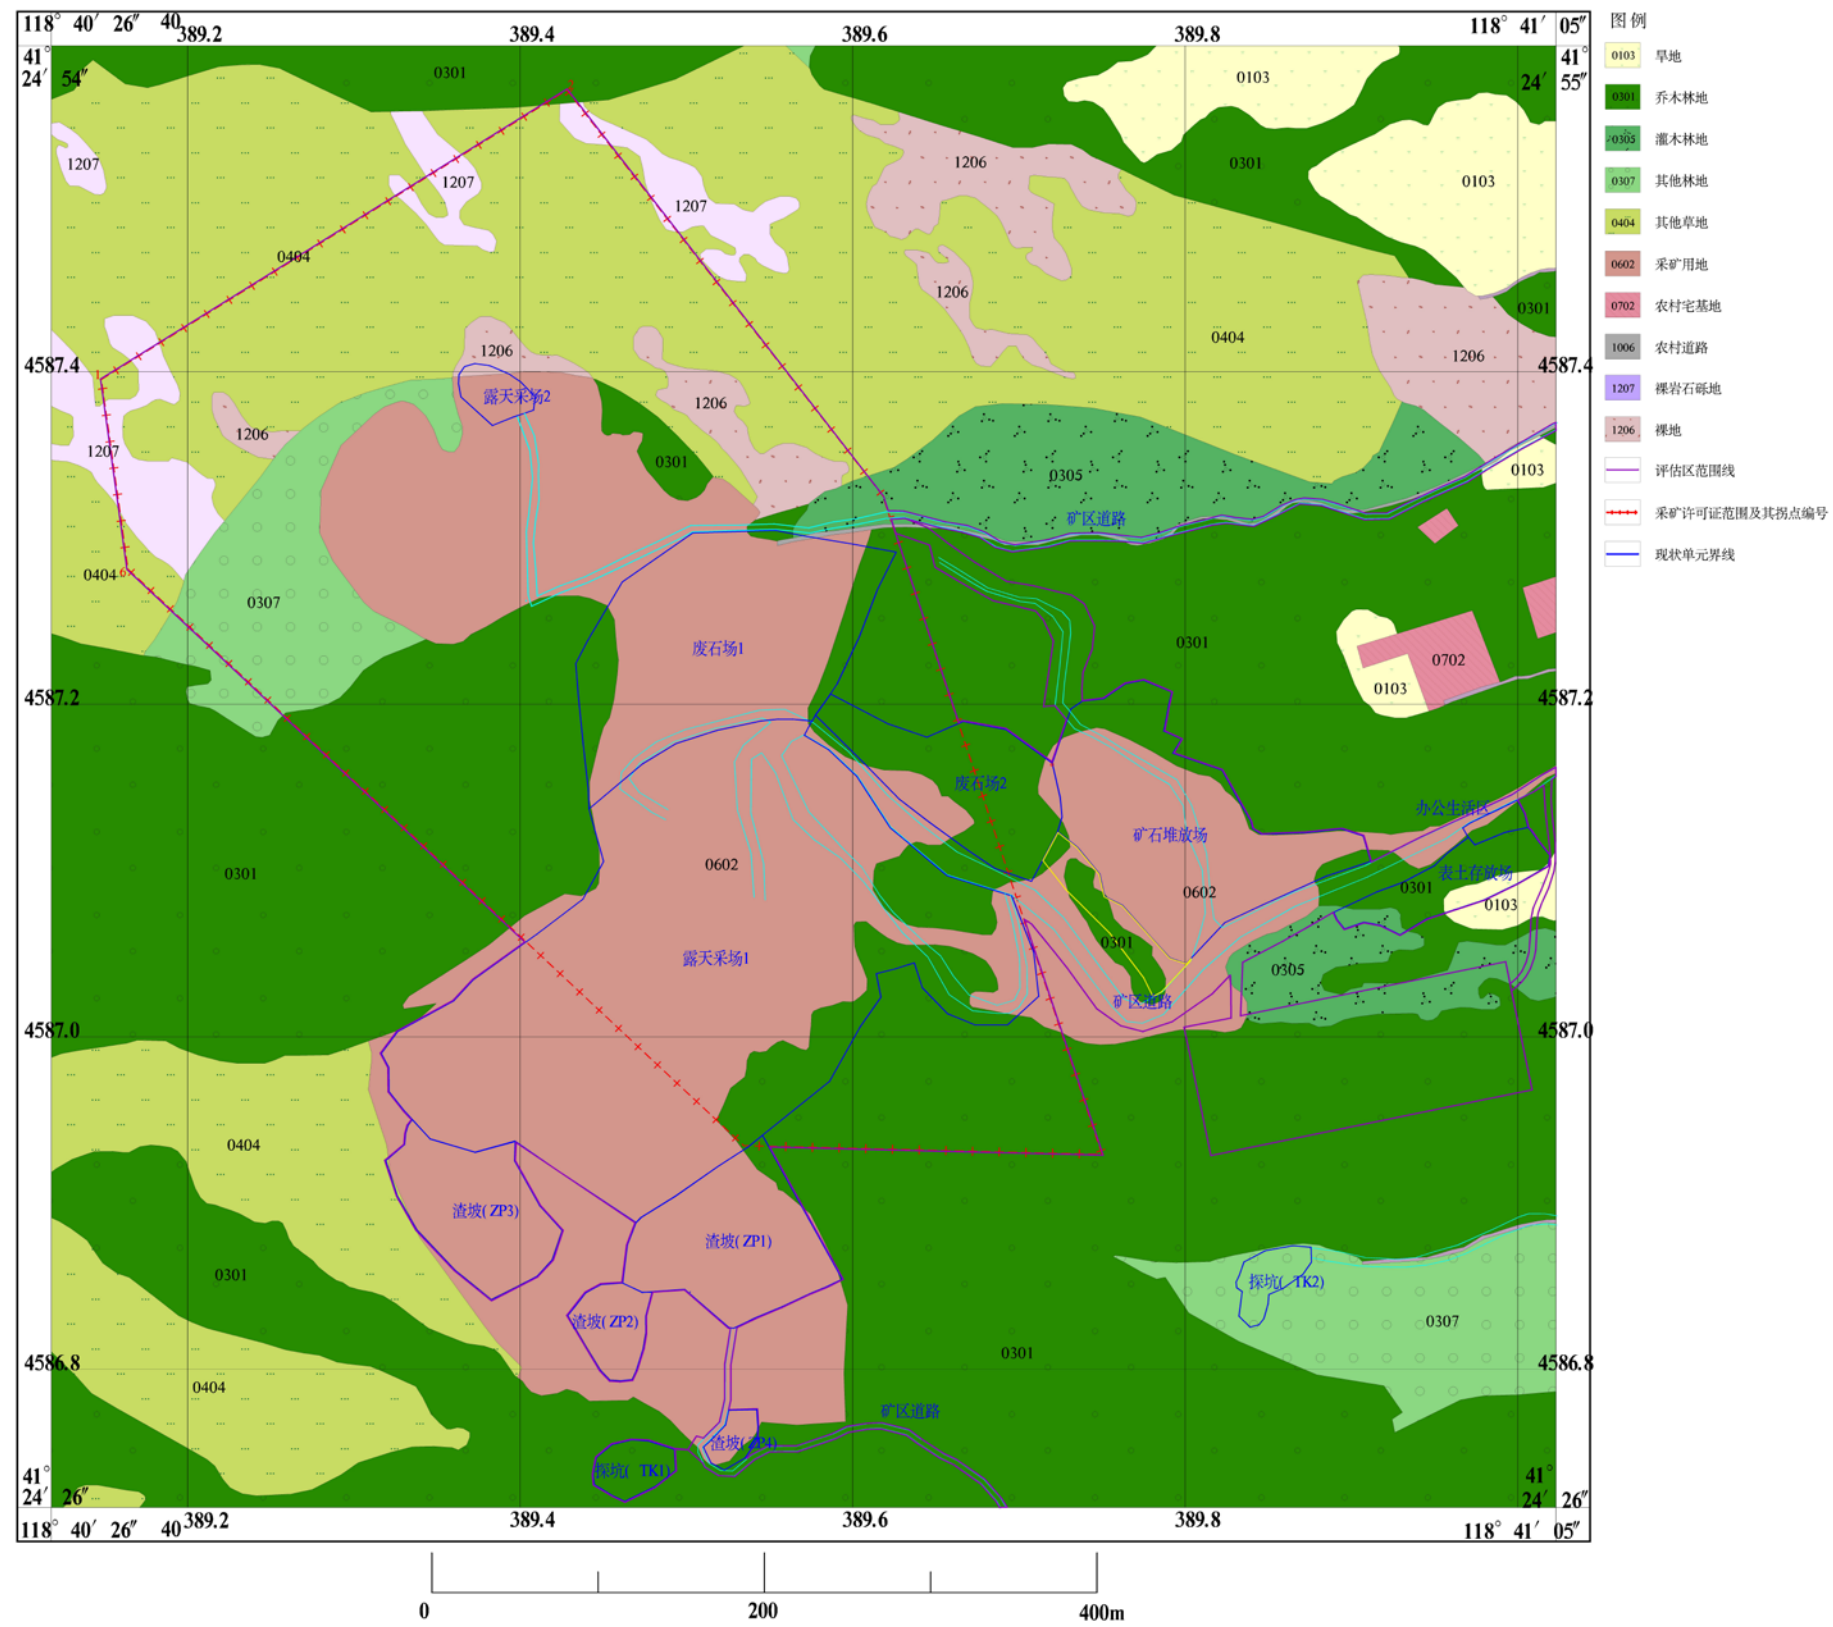 118° 40′ 26″ 40
389.2
389.4
389.6
389.8
118° 41′ 05″
41°
24′ 54″
41°
24′ 55″
0301
0103
1207
1207
1206
0301
0103
1207
0404
1206
0301
0404
1206
1206
4587.4
4587.4
露天采场2
1206
1206
1207
0301
0305
0103
矿区道路
0404
6
0307
废石场1
0301
0702
0103
4587.2
4587.2
废石场2
办公生活区
矿石堆放场
0301
0602
表土存放场
0602
0301
0103
0301
露天采场1
0305
矿区道路
4587.0
4587.0
0404
渣坡(ZP3)
渣坡(ZP1)
0301
探坑( TK2)
渣坡(ZP2)
0307
0301
4586.8
4586.8
0404
矿区道路
渣坡(ZP4)
探坑( TK1)
41°
24′ 26″
41°
24′ 26″
118° 40′ 26″ 40
389.2
389.4
389.6
389.8
118° 41′ 05″
0
200
400m
图例
0103 旱地
0301 乔木林地
0305 灌木林地
0307 其他林地
0404 其他草地
0602 采矿用地
0702 农村宅基地
1006 农村道路
1207 裸岩石砾地
1206 裸地
评估区范围线
采矿许可证范围及其拐点编号
现状单元界线